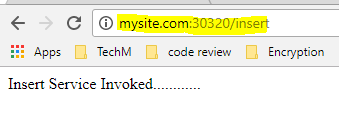 mysite.com:30320/insert
Apps TechM code review Encryption
Insert Service Invoked............